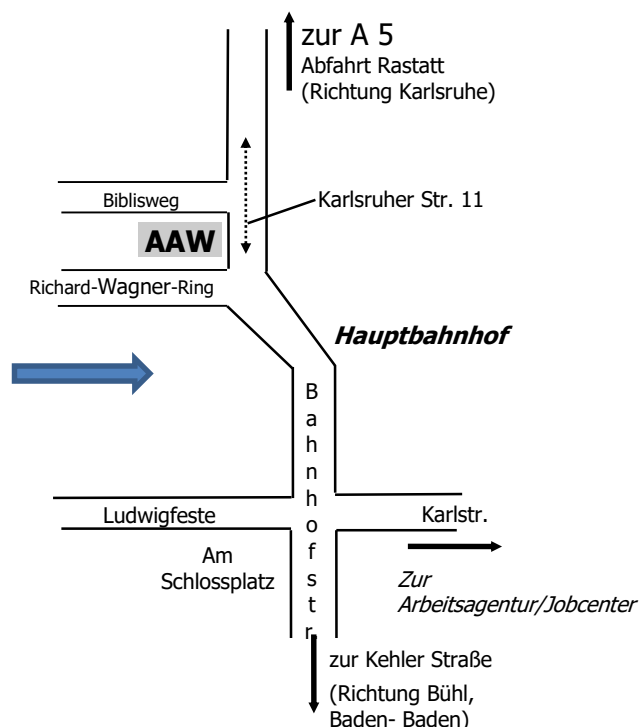 zur A 5
Abfahrt Rastatt
(Richtung Karlsruhe)
Biblisweg
Karlsruher Str. 11
AAW
Richard-Wagner-Ring
Hauptbahnhof
Bahnhofstr
Ludwigfeste
Karlstr.
Am
Schlossplatz
Zur
Arbeitsagentur/Jobcenter
zur Kehler Straße
(Richtung Bühl,
Baden- Baden)